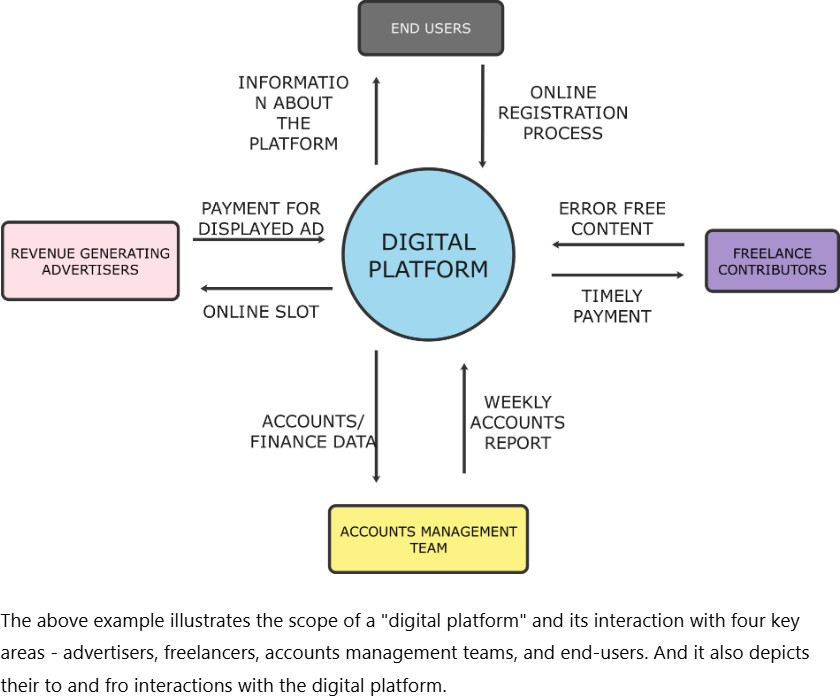 END USERS
INFORMATIO
N ABOUT
THE
PLATFORM
ONLINE
REGISTRATION
PROCESS
PAYMENT FOR
DISPLAYED AD
ERROR FREE
CONTENT
REVENUE GENERATING
ADVERTISERS
DIGITAL
PLATFORM
FREELANCE
CONTRIBUTORS
ONLINE SLOT
TIMELY
PAYMENT
ACCOUNTS/
FINANCE DATA
WEEKLY
ACCOUNTS
REPORT
ACCOUNTS MANAGEMENT
TEAM
The above example illustrates the scope of a "digital platform" and its interaction with four key
areas - advertisers, freelancers, accounts management teams, and end-users. And it also depicts
their to and fro interactions with the digital platform.